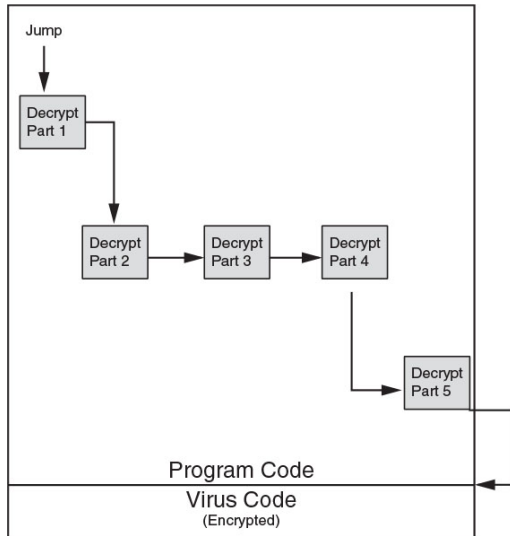 Jump
Decrypt
Part 1
Decrypt
Part 2
Decrypt
Part 3
Decrypt
Part 4
Decrypt
Part 5
Program Code
Virus Code
(Encrypted)